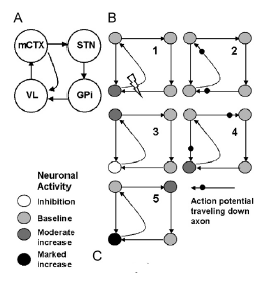 A
B
mCTX
STN
VL
GPi
1
2
3
4
5
Neuronal
Activity
Inhibition
Baseline
Moderate
increase
Marked
increase
Action potential
traveling down
axon
C